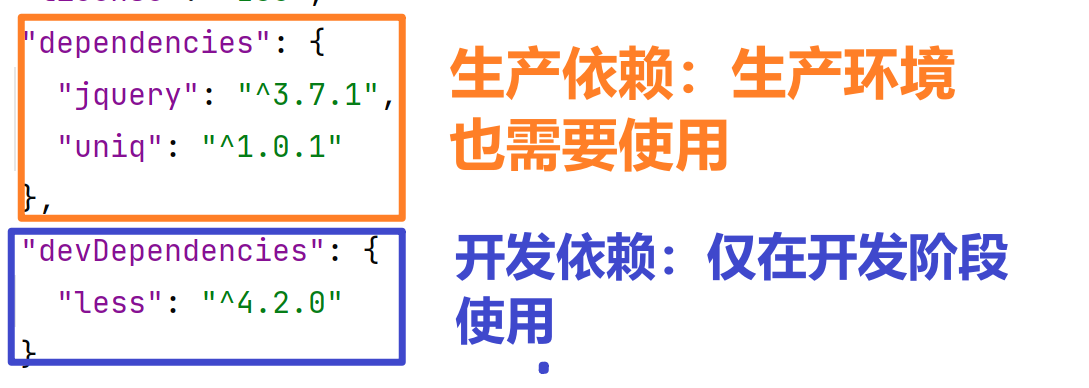 "dependencies": {
"jquery": "^3.7.1",
"uniq": "^1.0.1"
},
生产依赖：生产环境
也需要使用
"devDependencies": {
"less": "^4.2.0"
}
开发依赖：仅在开发阶段
使用